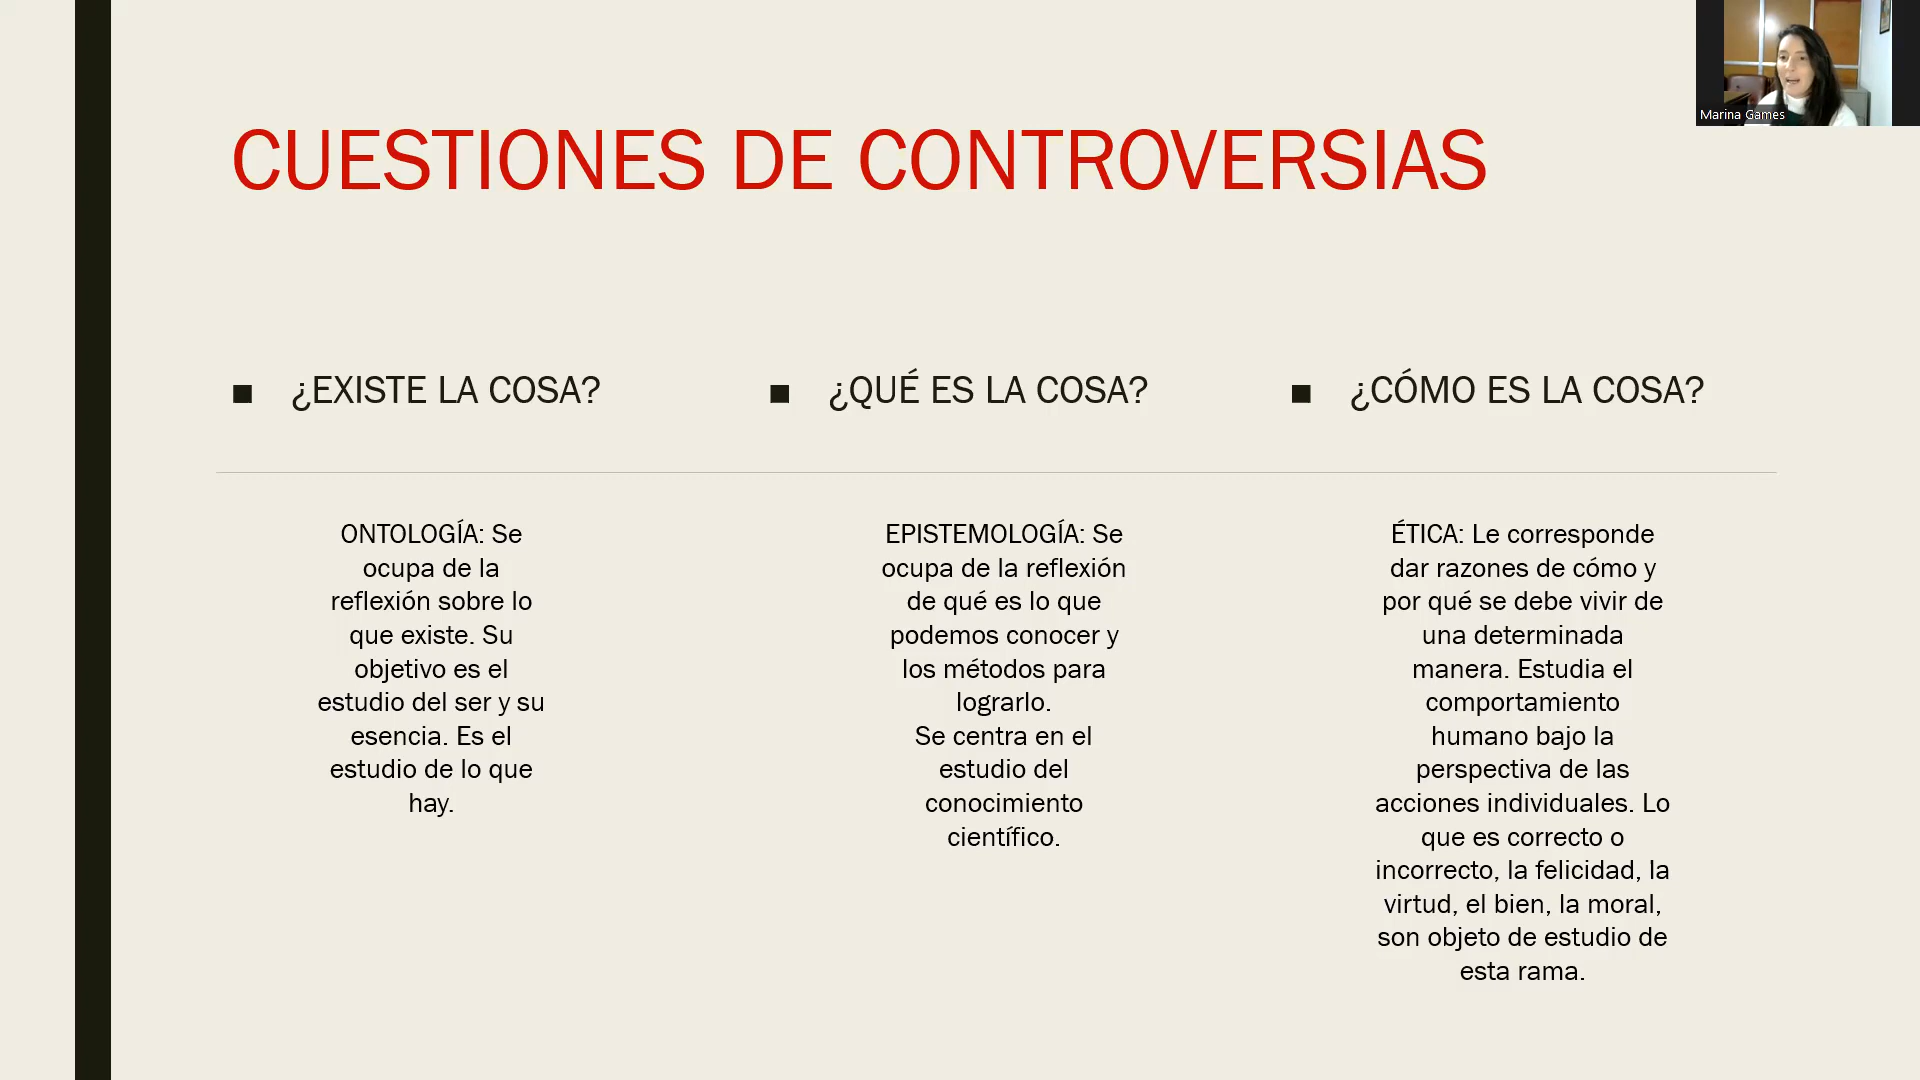 Marina Games
CUESTIONES DE CONTROVERSIAS
¿EXISTE LA COSA?
ONTOLOGÍA: Se
ocupa de la
reflexión sobre lo
que existe. Su
objetivo es el
estudio del ser y su
esencia. Es el
estudio de lo que
hay.
¿QUÉ ES LA COSA?
EPISTEMOLOGÍA: Se
ocupa de la reflexión
de qué es lo que
podemos conocer y
los métodos para
lograrlo.
Se centra en el
estudio del
conocimiento
científico.
¿CÓMO ES LA COSA?
ÉTICA: Le corresponde
dar razones de cómo y
por qué se debe vivir de
una determinada
manera. Estudia el
comportamiento
humano bajo la
perspectiva de las
acciones individuales. Lo
que es correcto o
incorrecto, la felicidad, la
virtud, el bien, la moral,
son objeto de estudio de
esta rama.